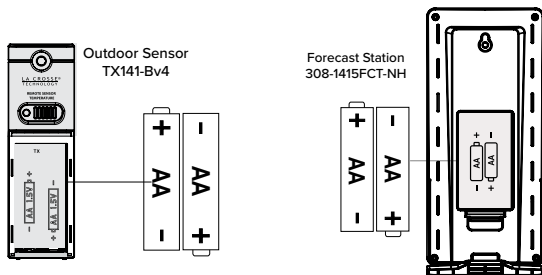 Outdoor Sensor
TX141-Bv4
LA CROSSE®
TECHNOLOGY
REMOTE SENSOR
TEMPERATURE
TX
- AA 1.5V +
+ AA 1.5V -
+ AA -
- AA +
Forecast Station
308-1415FCT-NH
+ AA -
- AA +
+ AA -
- AA +